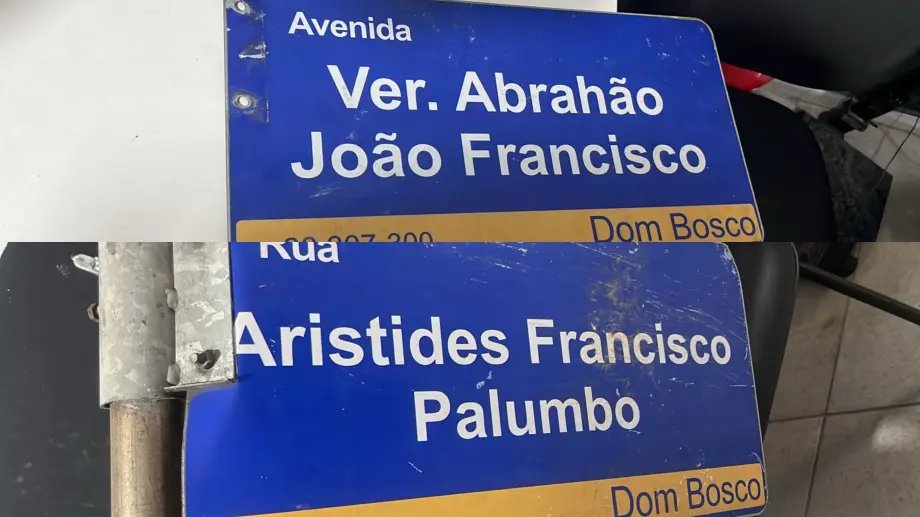 Avenida
Ver. Abrahão
João Francisco
Dom Bosco
Rua
Aristides Francisco
Palumbo
Dom Bosco